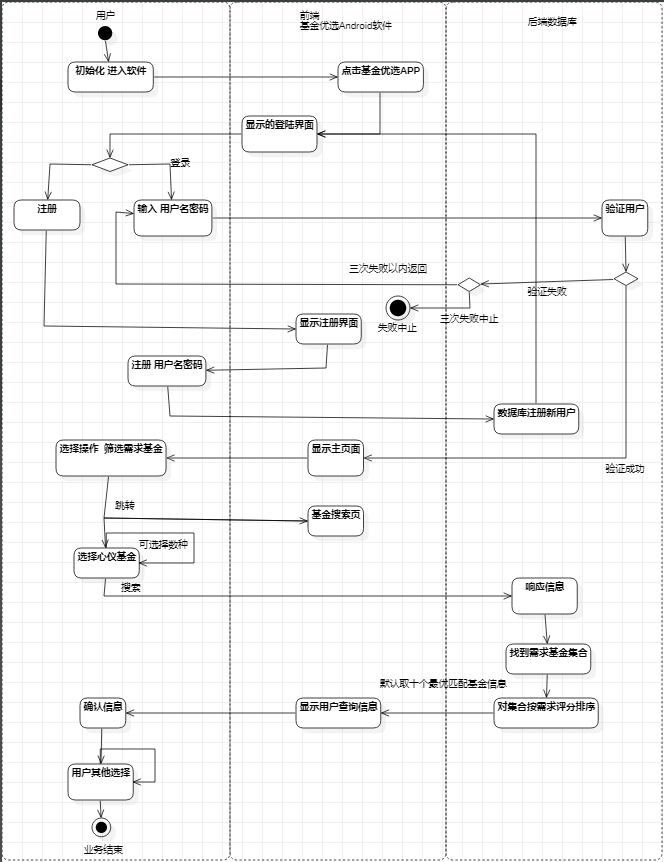 用户
前端
基金优选Android软件
后端数据库
初始化 进入软件
点击基金优选APP
显示的登陆界面
登录
注册
输入 用户名密码
验证用户
三次失败以内返回
验证失败
失败中止
三次失败中止
显示注册界面
注册 用户名密码
数据库注册新用户
选择操作 筛选需求基金
显示主页面
验证成功
跳转
基金搜索页
可选择数种
选择心仪基金
搜索
响应信息
找到需求基金集合
默认取十个最优匹配基金信息
确认信息
显示用户查询信息
对集合按需求评分排序
用户其他选择
业务结束